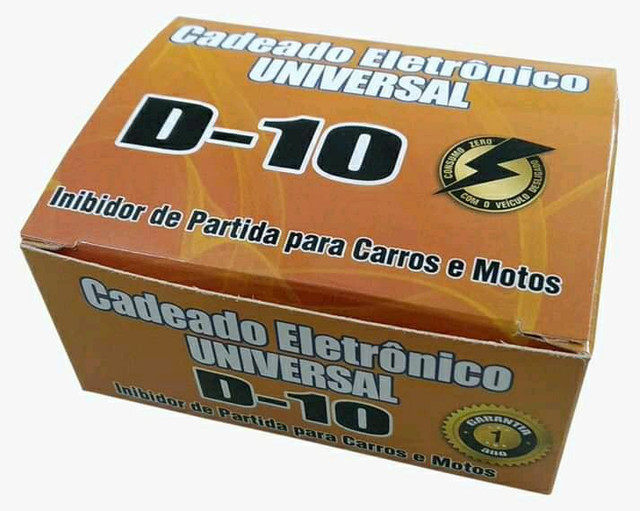 Cadeado Eletrônico
UNIVERSAL
D-10
CONSUMO ZERO
COM O VEÍCULO DESLIGADO
Inibidor de Partida para Carros e Motos
Cadeado Eletrônico
UNIVERSAL
D-10
Inibidor de Partida para Carros e Motos
GARANTIA
1
ano